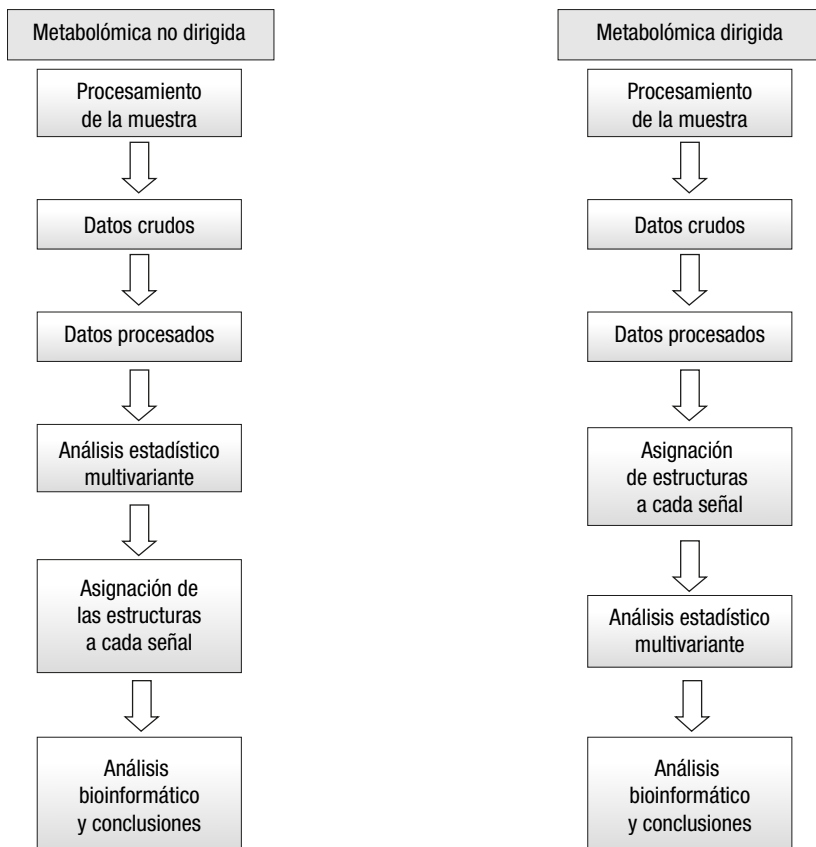 Metabolómica no dirigida
Procesamiento
de la muestra
Datos crudos
Datos procesados
Análisis estadístico
multivariante
Asignación de
las estructuras
a cada señal
Análisis
bioinformático
y conclusiones
Metabolómica dirigida
Procesamiento
de la muestra
Datos crudos
Datos procesados
Asignación
de estructuras
a cada señal
Análisis estadístico
multivariante
Análisis
bioinformático
y conclusiones